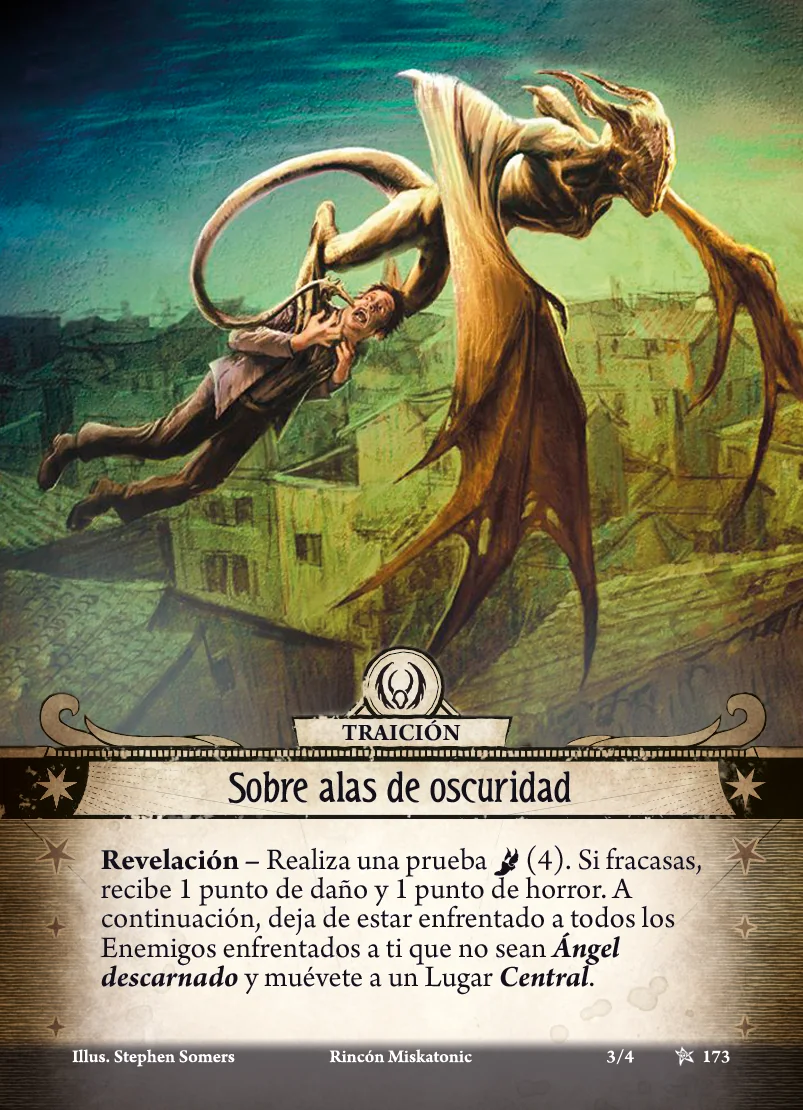 TRAICIÓN
Sobre alas de oscuridad
Revelación – Realiza una prueba (4). Si fracasas,
recibe 1 punto de daño y 1 punto de horror. A
continuación, deja de estar enfrentado a todos los
Enemigos enfrentados a ti que no sean Ángel
descarnado y muévete a un Lugar Central.
Illus. Stephen Somers Rincón Miskatonic 3/4 173